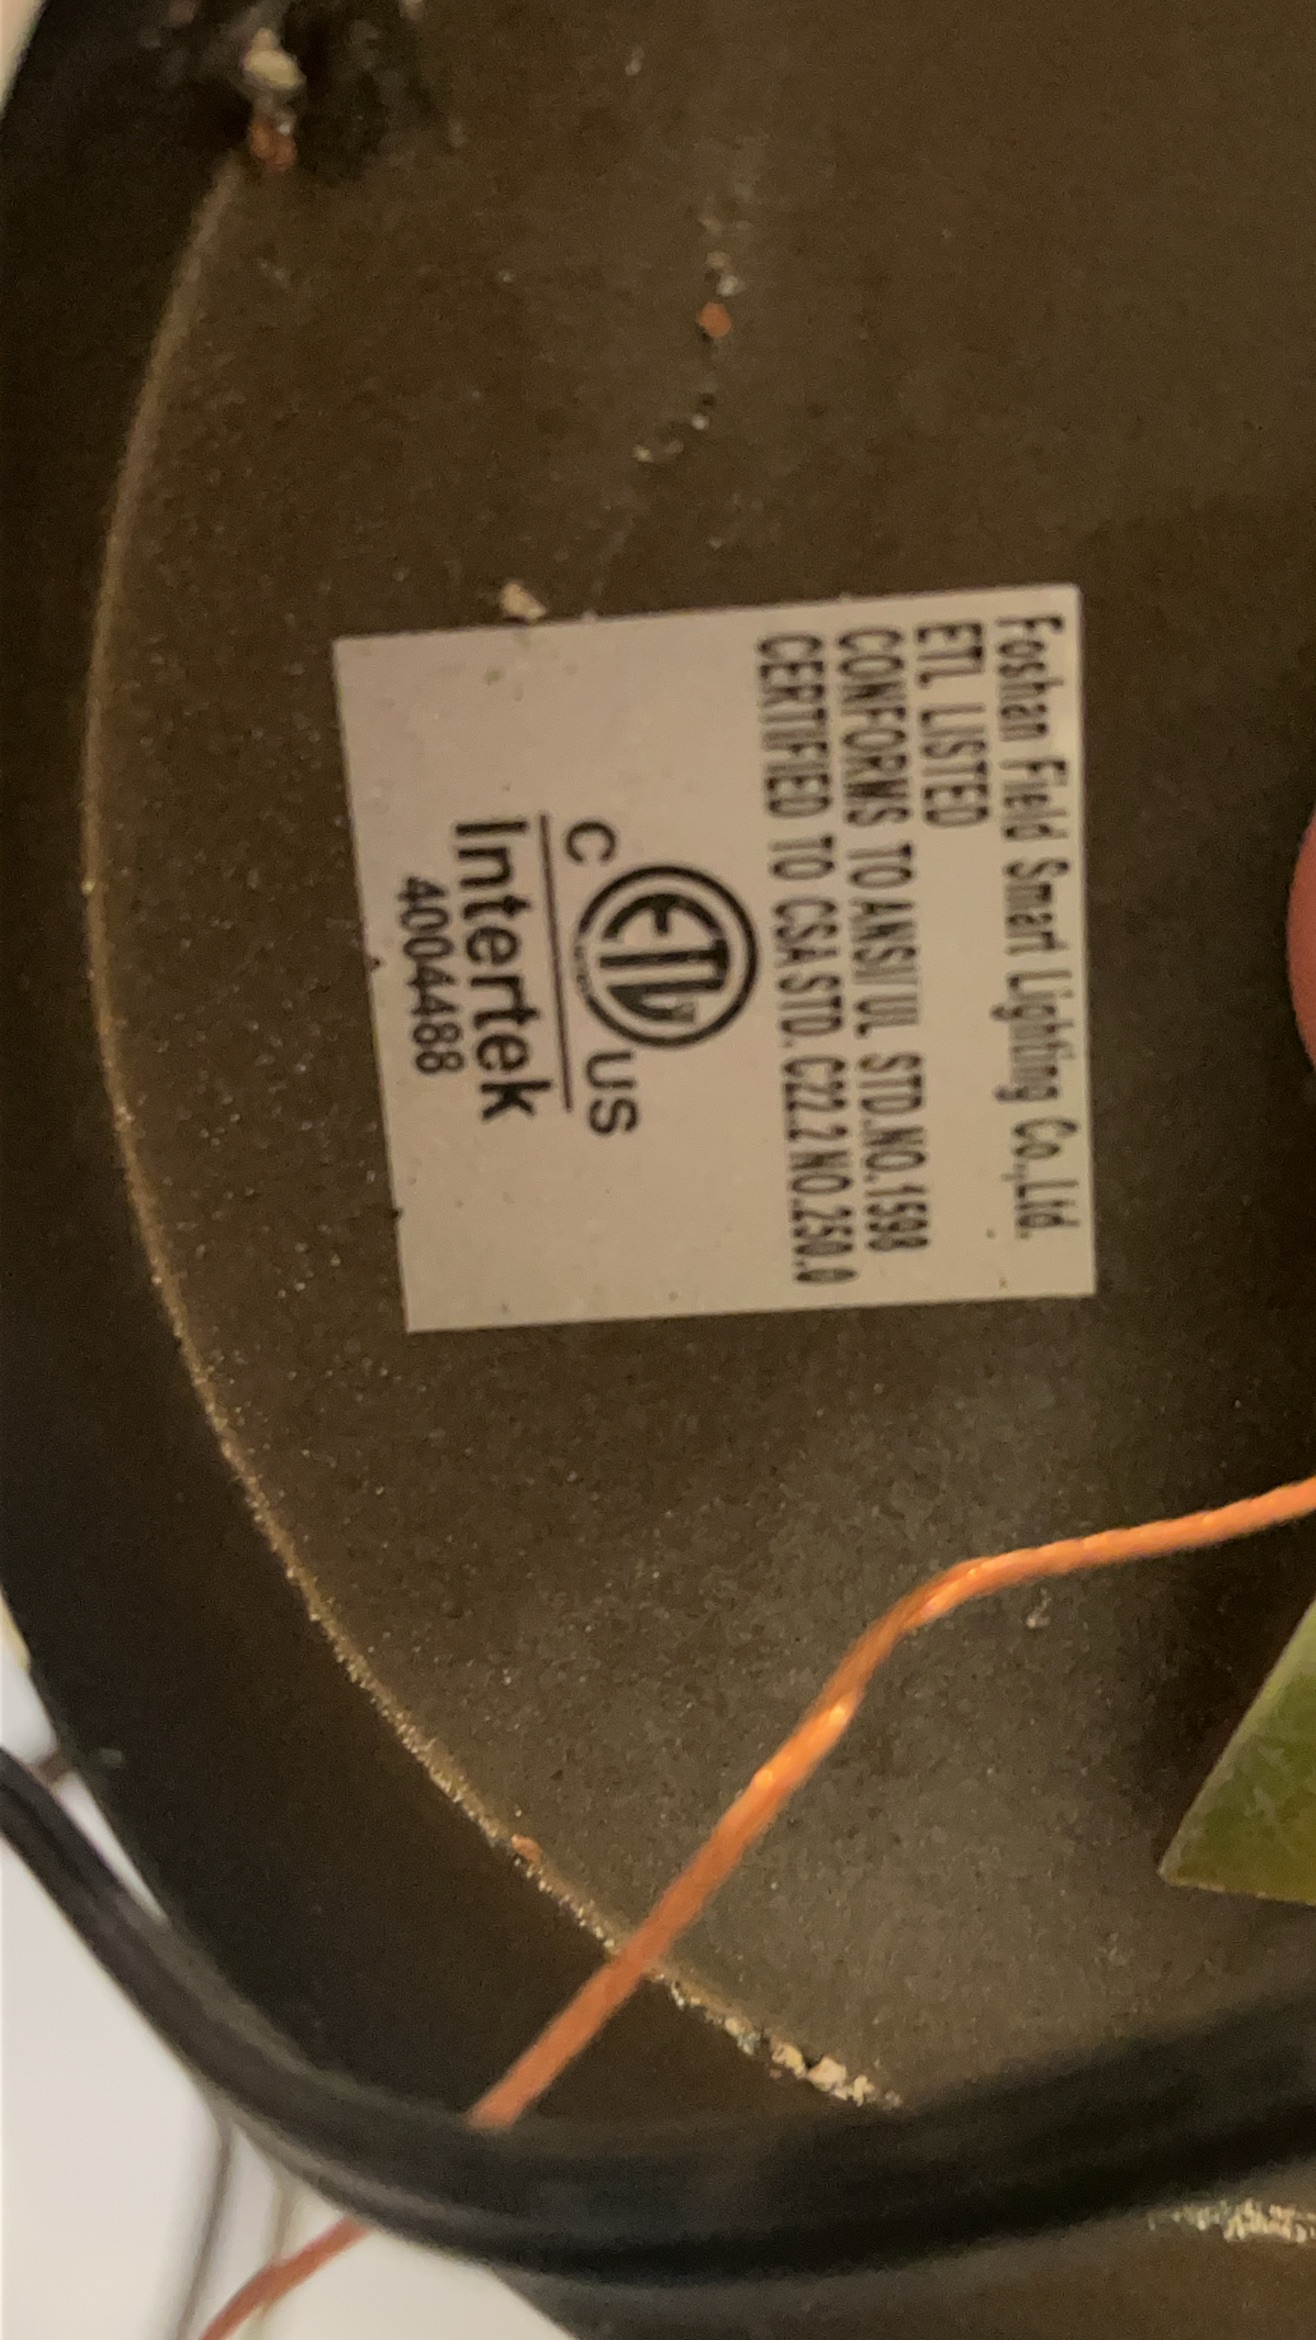 Foshan Field Smart Lighting Co.,Ltd.
ETL LISTED
CONFORMS TO ANSI/UL STD.NO.1598
CERTIFIED TO CSA STD. C22.2 NO.250.0
ETL
C US
Intertek
4004488